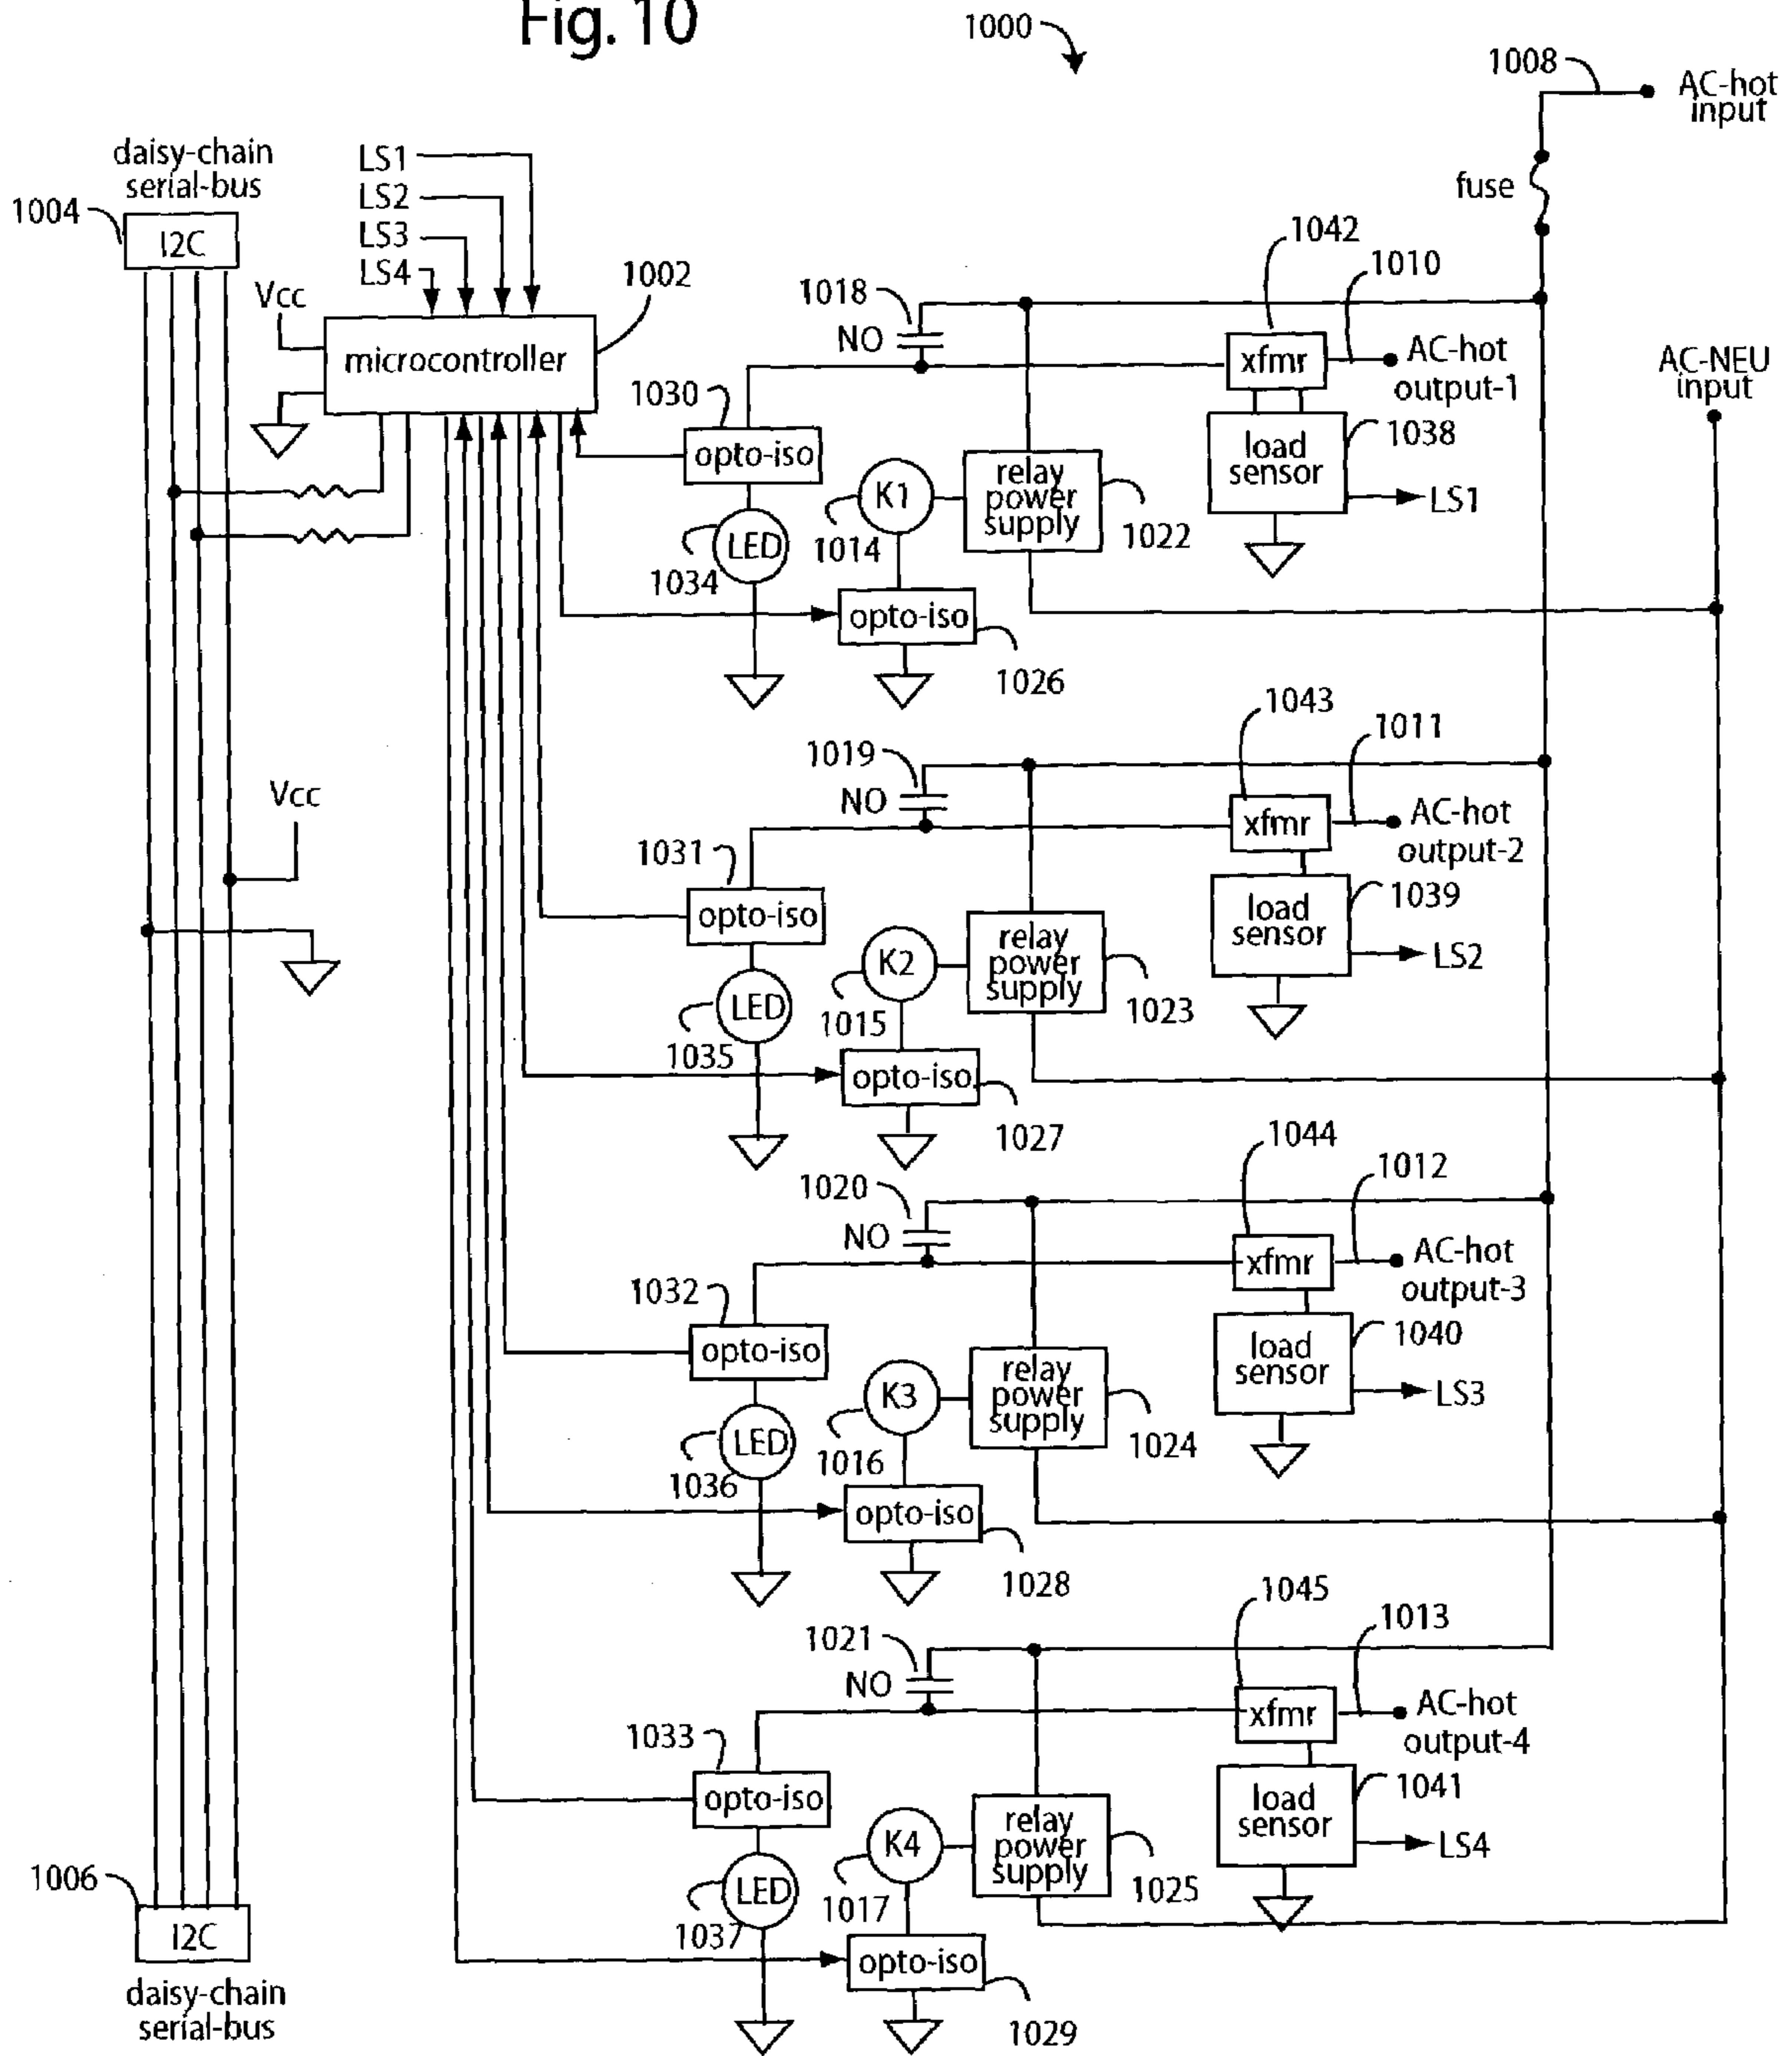 Fig. 10
1000
1008
AC-hot
input
daisy-chain
serial-bus
1004
I2C
LS1
LS2
LS3
LS4
Vcc
1002
microcontroller
fuse
1042
1010
1018
NO
xfmr
AC-hot
output-1
AC-NEU
input
1030
opto-iso
load
sensor
1038
LS1
K1
1014
relay
power
supply
1022
LED
1034
opto-iso
1026
1043
1011
1019
NO
Vcc
xfmr
AC-hot
output-2
1031
opto-iso
load
sensor
1039
LS2
K2
1015
relay
power
supply
1023
LED
1035
opto-iso
1027
1044
1012
1020
NO
xfmr
AC-hot
output-3
1032
opto-iso
load
sensor
1040
LS3
K3
1016
relay
power
supply
1024
LED
1036
opto-iso
1028
1045
1013
1021
NO
xfmr
AC-hot
output-4
1033
opto-iso
load
sensor
1041
LS4
K4
1017
relay
power
supply
1025
LED
1037
opto-iso
1029
1006
I2C
daisy-chain
serial-bus